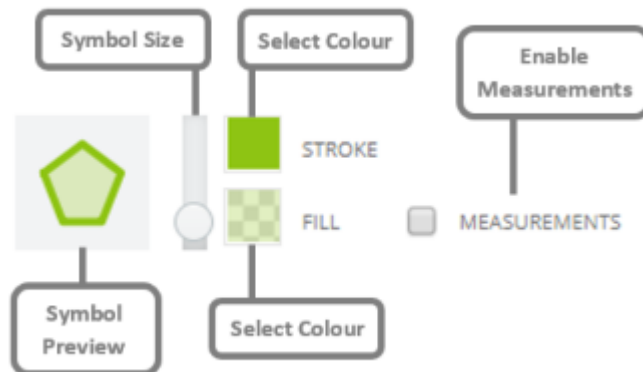 Symbol Size
Select Colour
Enable
Measurements
STROKE
FILL
MEASUREMENTS
Symbol
Preview
Select Colour